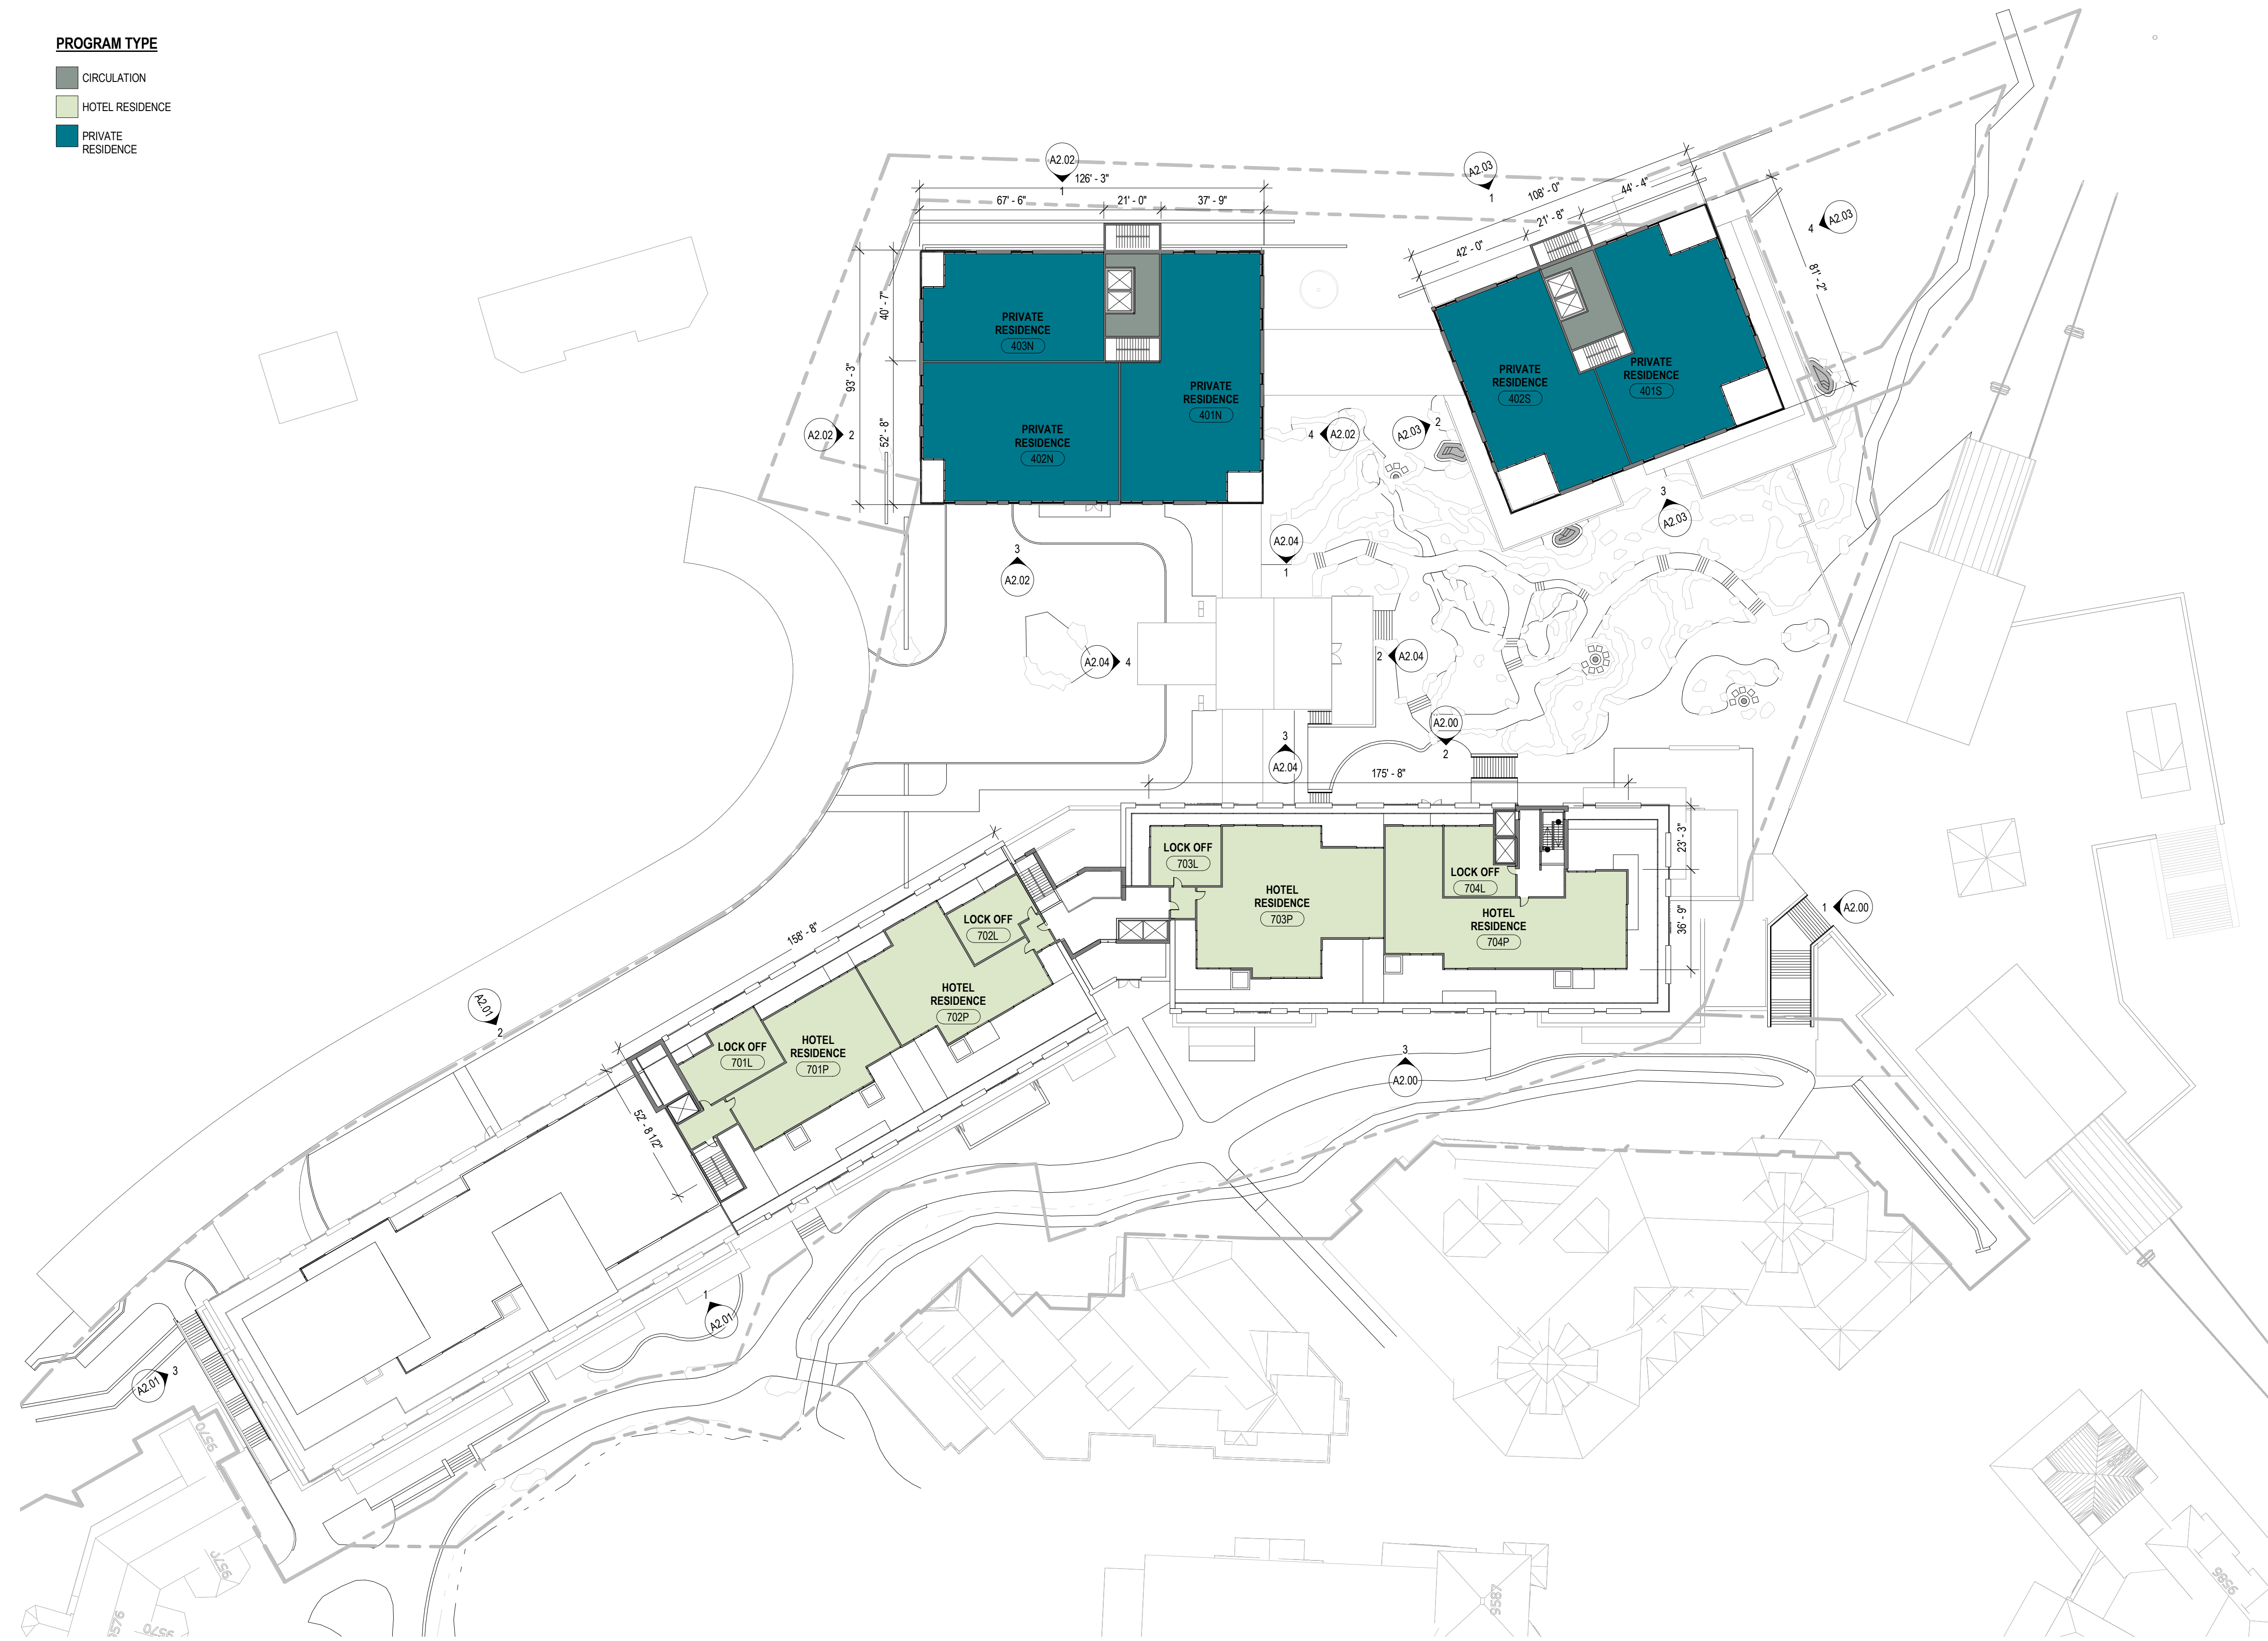 PROGRAM TYPE
CIRCULATION
HOTEL RESIDENCE
PRIVATE
RESIDENCE
A2.02
1
126' - 3"
67' - 6"
21' - 0"
37' - 9"
93' - 3"
40' - 7"
52' - 8"
A2.02
2
PRIVATE
RESIDENCE
403N
PRIVATE
RESIDENCE
402N
PRIVATE
RESIDENCE
401N
4
A2.02
3
A2.02
A2.03
1
108' - 0"
42' - 0"
21' - 8"
44' - 4"
81' - 2"
4
A2.03
PRIVATE
RESIDENCE
402S
PRIVATE
RESIDENCE
401S
A2.03
2
3
A2.03
A2.04
1
A2.04
4
2
A2.04
3
A2.04
A2.00
2
175' - 8"
23' - 3"
36' - 9"
LOCK OFF
703L
HOTEL
RESIDENCE
703P
LOCK OFF
704L
HOTEL
RESIDENCE
704P
1
A2.00
3
A2.00
158' - 8"
52' - 8 1/2"
LOCK OFF
702L
HOTEL
RESIDENCE
702P
LOCK OFF
701L
HOTEL
RESIDENCE
701P
A2.01
2
1
A2.01
A2.01
3
9570
9575
9576
9570
9587
9586